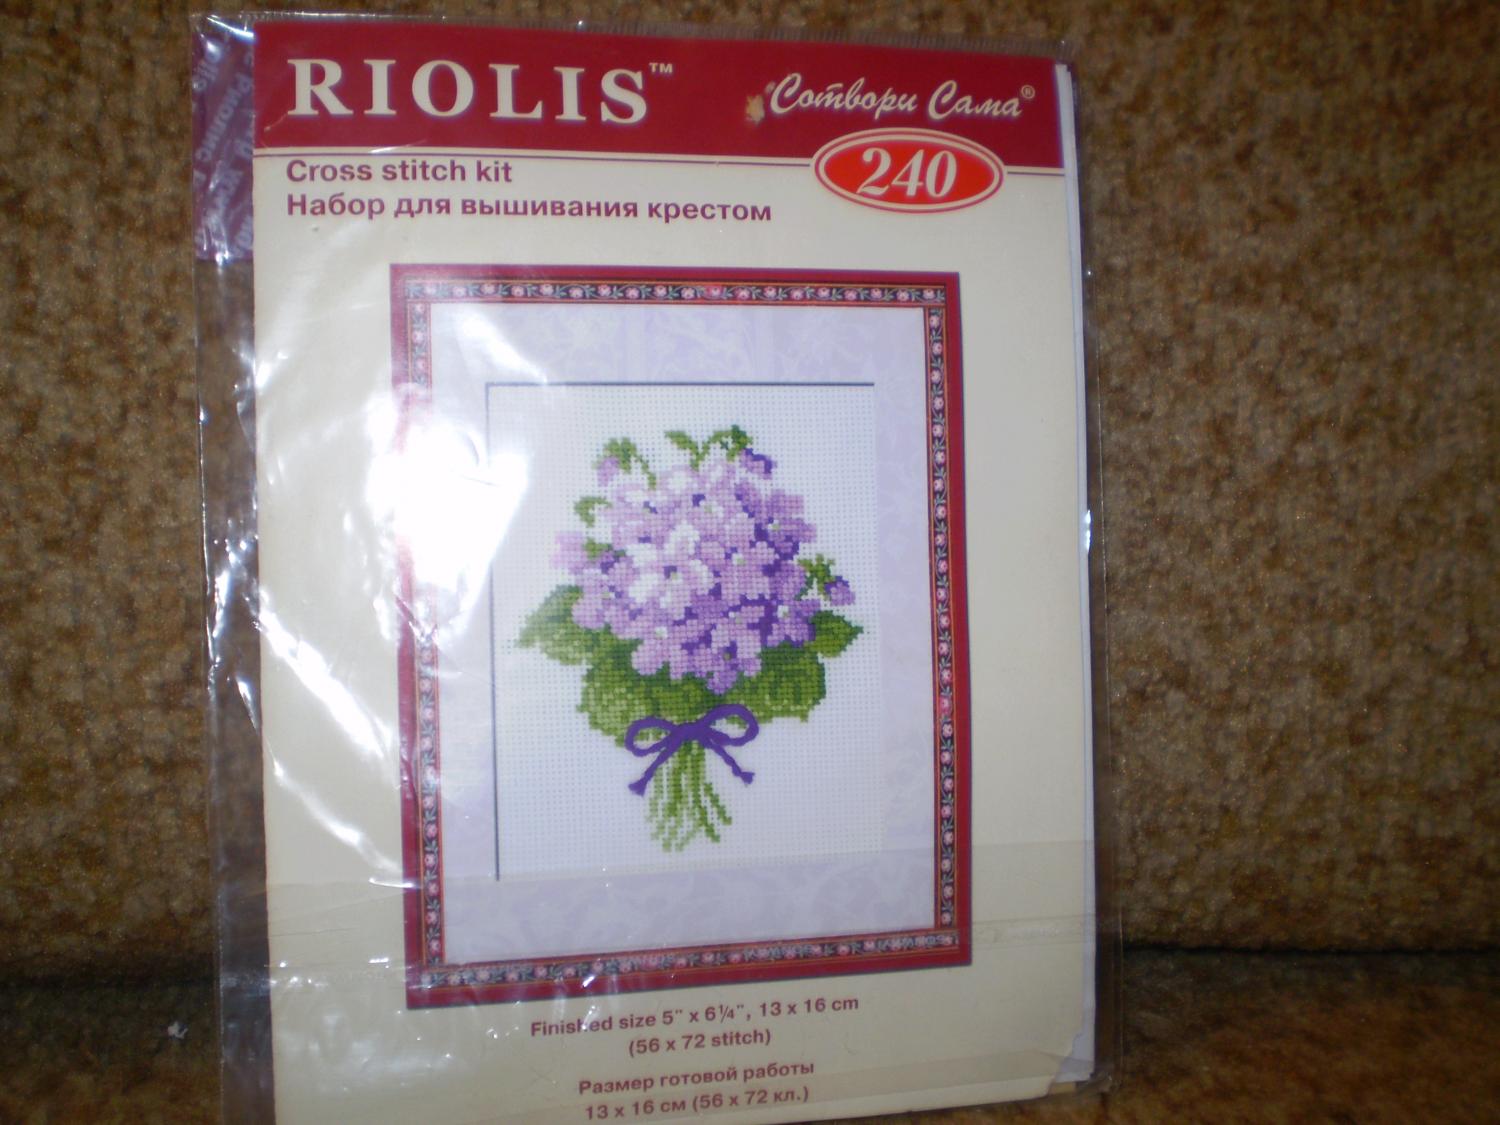 RIOLIS™
Сотвори Сама®
240
Cross stitch kit
Набор для вышивания крестом
Finished size 5" x 6¼", 13 x 16 cm
(56 x 72 stitch)
Размер готовой работы
13 х 16 см (56 х 72 кл.)